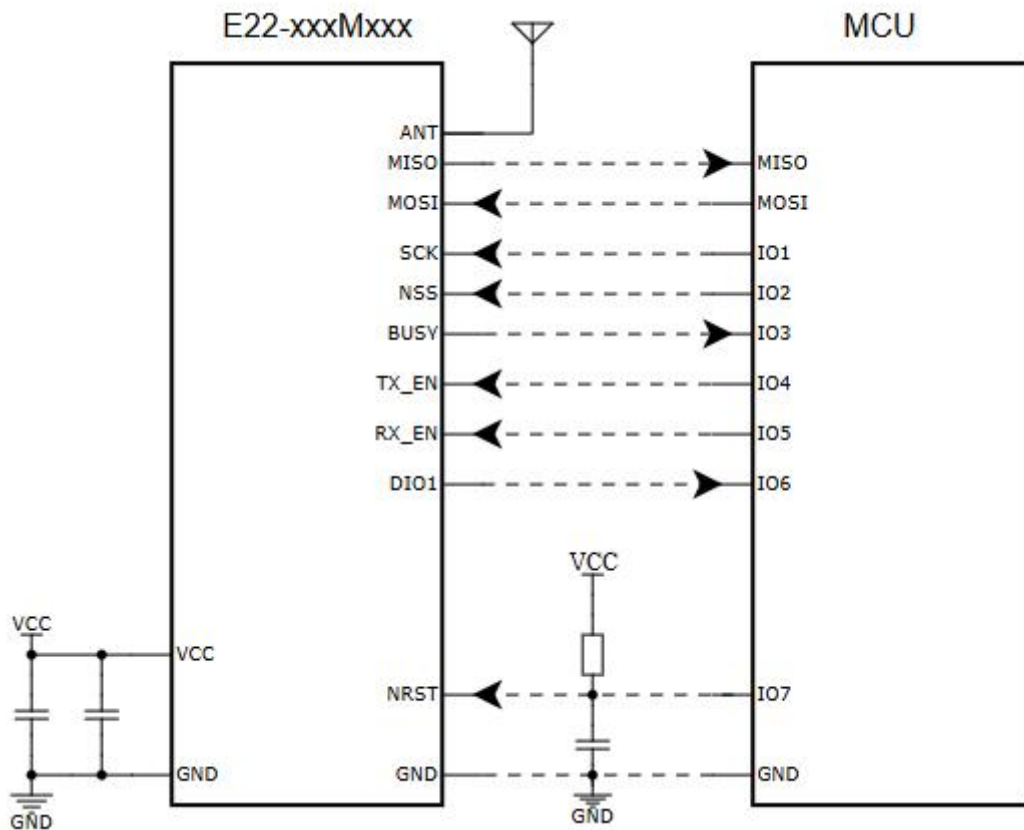 E22-xxxMxxx
MCU
ANT
MISO
MISO
MOSI
MOSI
SCK
IO1
NSS
IO2
BUSY
IO3
TX_EN
IO4
RX_EN
IO5
DIO1
IO6
VCC
VCC
VCC
NRST
IO7
GND
GND
GND
GND
GND